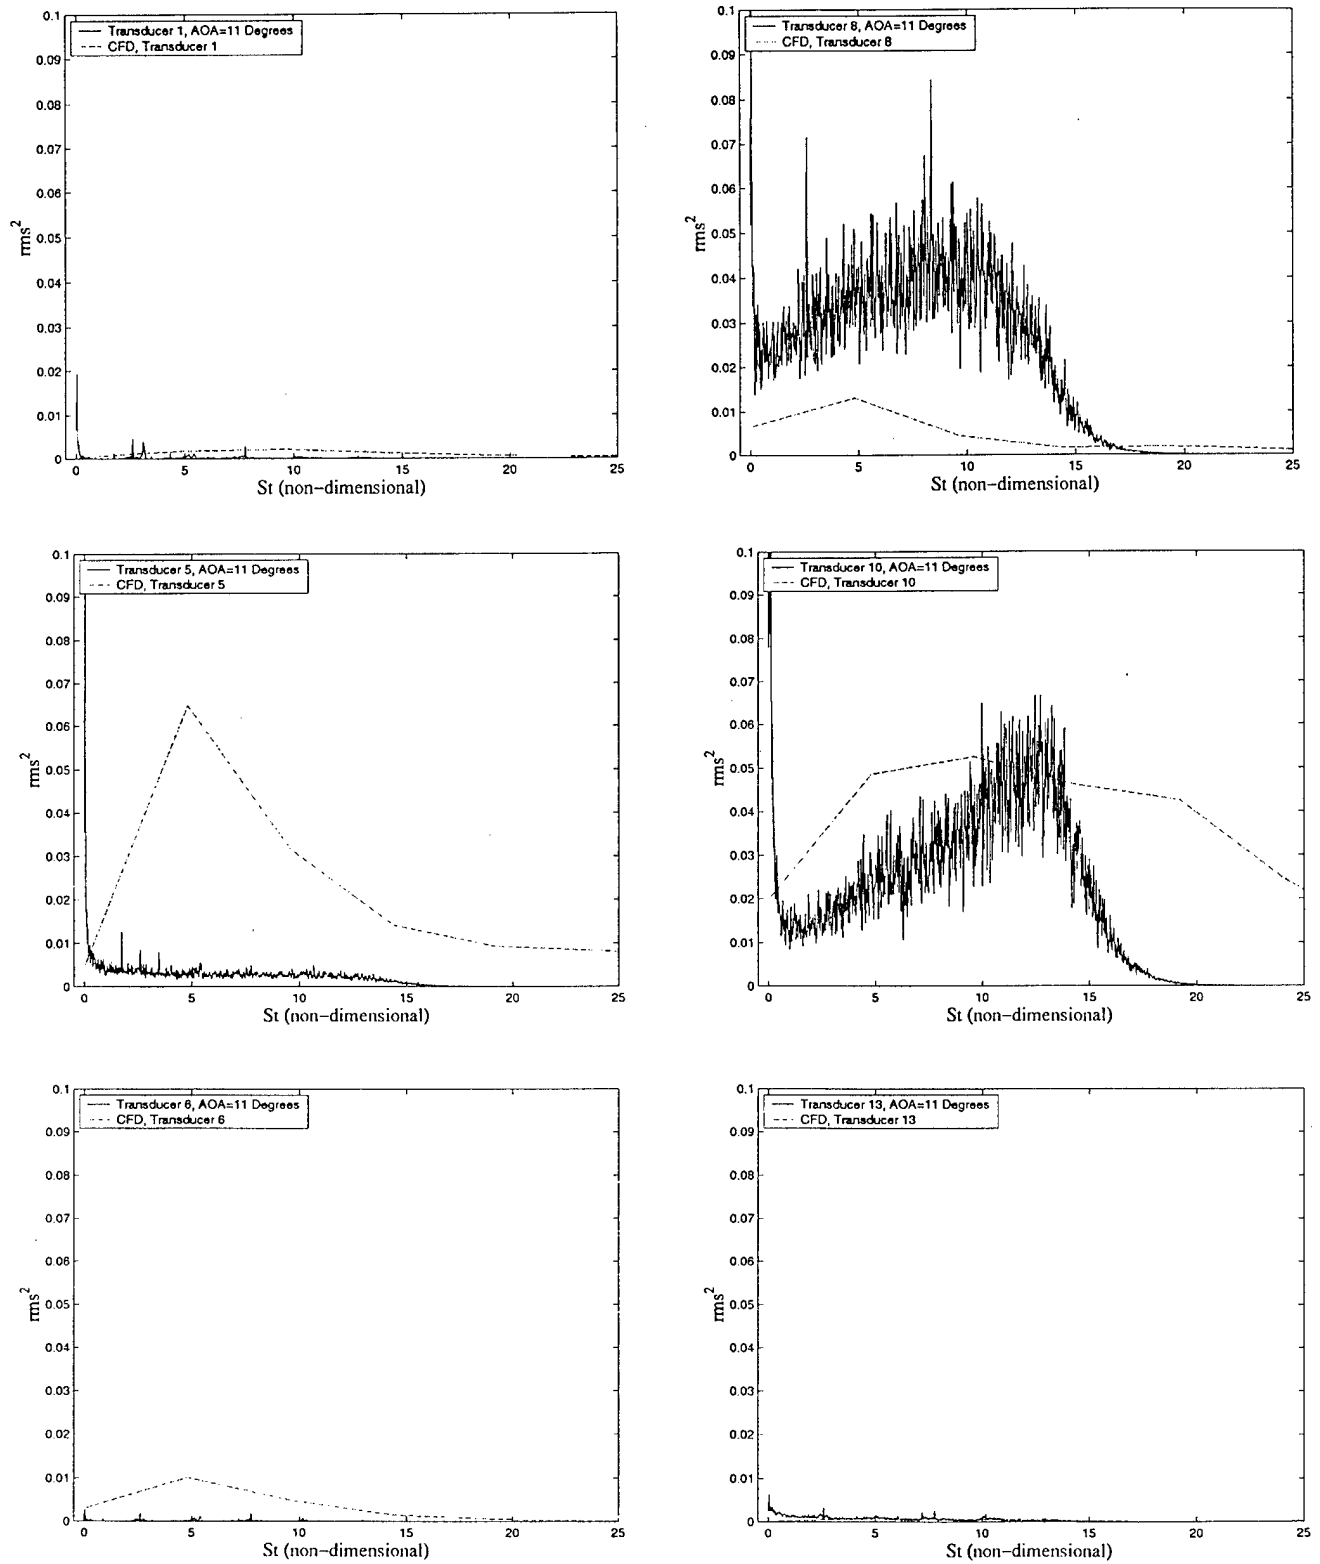 Transducer 1, AOA=11 Degrees
CFD, Transducer 1
0.1
0.09
0.08
0.07
0.06
0.05
0.04
0.03
0.02
0.01
0
rms2
0 5 10 15 20 25
St (non-dimensional)
Transducer 8, AOA=11 Degrees
CFD, Transducer 8
0.1
0.09
0.08
0.07
0.06
0.05
0.04
0.03
0.02
0.01
0
rms2
0 5 10 15 20 25
St (non-dimensional)
Transducer 5, AOA=11 Degrees
CFD, Transducer 5
0.1
0.09
0.08
0.07
0.06
0.05
0.04
0.03
0.02
0.01
0
rms2
0 5 10 15 20 25
St (non-dimensional)
Transducer 10, AOA=11 Degrees
CFD, Transducer 10
0.1
0.09
0.08
0.07
0.06
0.05
0.04
0.03
0.02
0.01
0
rms2
0 5 10 15 20 25
St (non-dimensional)
Transducer 6, AOA=11 Degrees
CFD, Transducer 6
0.1
0.09
0.08
0.07
0.06
0.05
0.04
0.03
0.02
0.01
0
rms2
0 5 10 15 20 25
St (non-dimensional)
Transducer 13, AOA=11 Degrees
CFD, Transducer 13
0.1
0.09
0.08
0.07
0.06
0.05
0.04
0.03
0.02
0.01
0
rms2
0 5 10 15 20 25
St (non-dimensional)